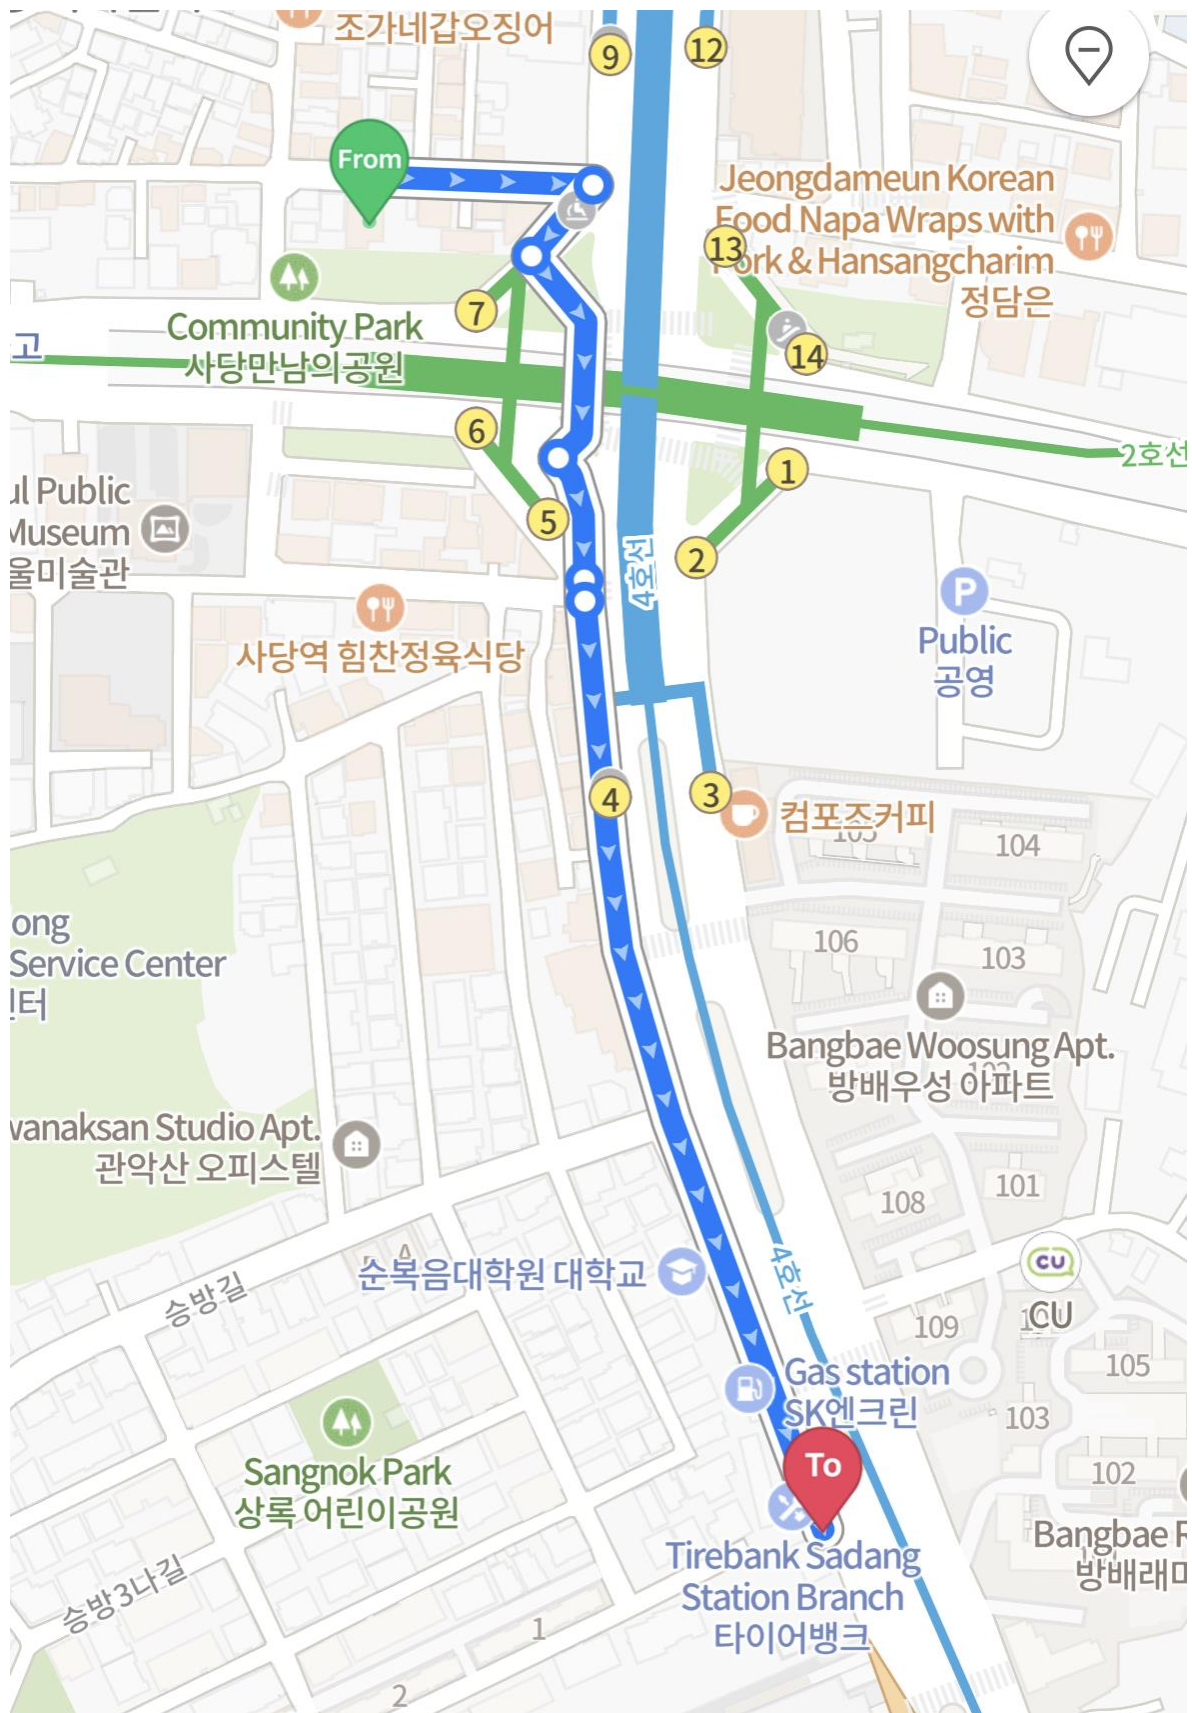 조가네갑오징어
9
12
From
Jeongdameun Korean
Food Napa Wraps with
Pork & Hansangcharim
정담은
13
7
14
Community Park
사당만남의공원
고
6
2호선
1
ul Public
Museum
울미술관
5
2
4호선
P
Public
공영
사당역 힘찬정육식당
4
3
컴포즈커피
105
104
ong
Service Center
센터
106
103
Bangbae Woosung Apt.
방배우성 아파트
wanaksan Studio Apt.
관악산 오피스텔
101
108
순복음대학원 대학교
4호선
CU
CU
승방길
109
105
Gas station
SK엔크린
103
To
102
Sangnok Park
상록 어린이공원
Tirebank Sadang
Station Branch
타이어뱅크
Bangbae R
방배래미
승방3나길
1
2